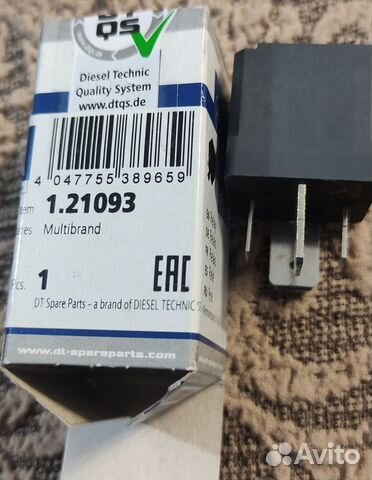 QS
Diesel Technic
Quality System
www.dtqs.de
4 047755 389659
1.21093
Multibrand
1
EAC
DT Spare Parts – a brand of DIESEL TECHNIC
www.dt-spareparts.com
Avito